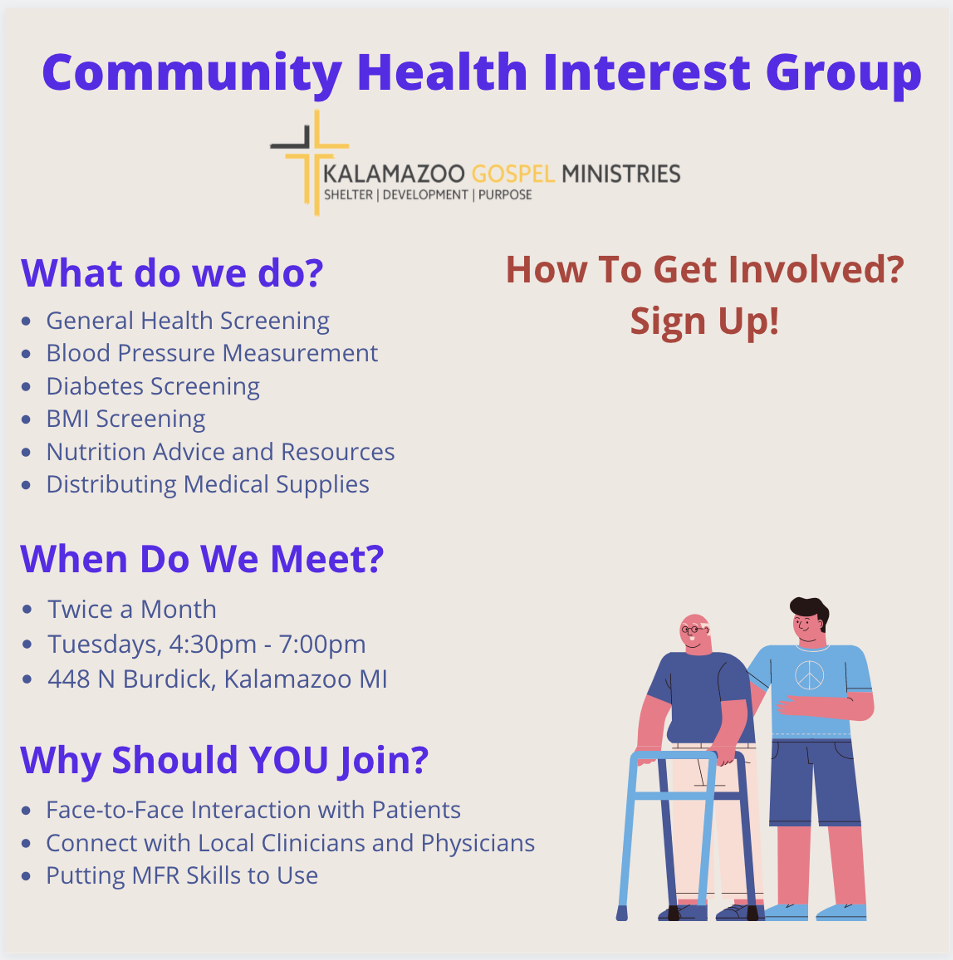 Community Health Interest Group
KALAMAZOO GOSPEL MINISTRIES
SHELTER | DEVELOPMENT | PURPOSE
What do we do?
• General Health Screening
• Blood Pressure Measurement
• Diabetes Screening
• BMI Screening
• Nutrition Advice and Resources
• Distributing Medical Supplies
How To Get Involved?
Sign Up!
When Do We Meet?
• Twice a Month
• Tuesdays, 4:30pm - 7:00pm
• 448 N Burdick, Kalamazoo MI
Why Should YOU Join?
• Face-to-Face Interaction with Patients
• Connect with Local Clinicians and Physicians
• Putting MFR Skills to Use